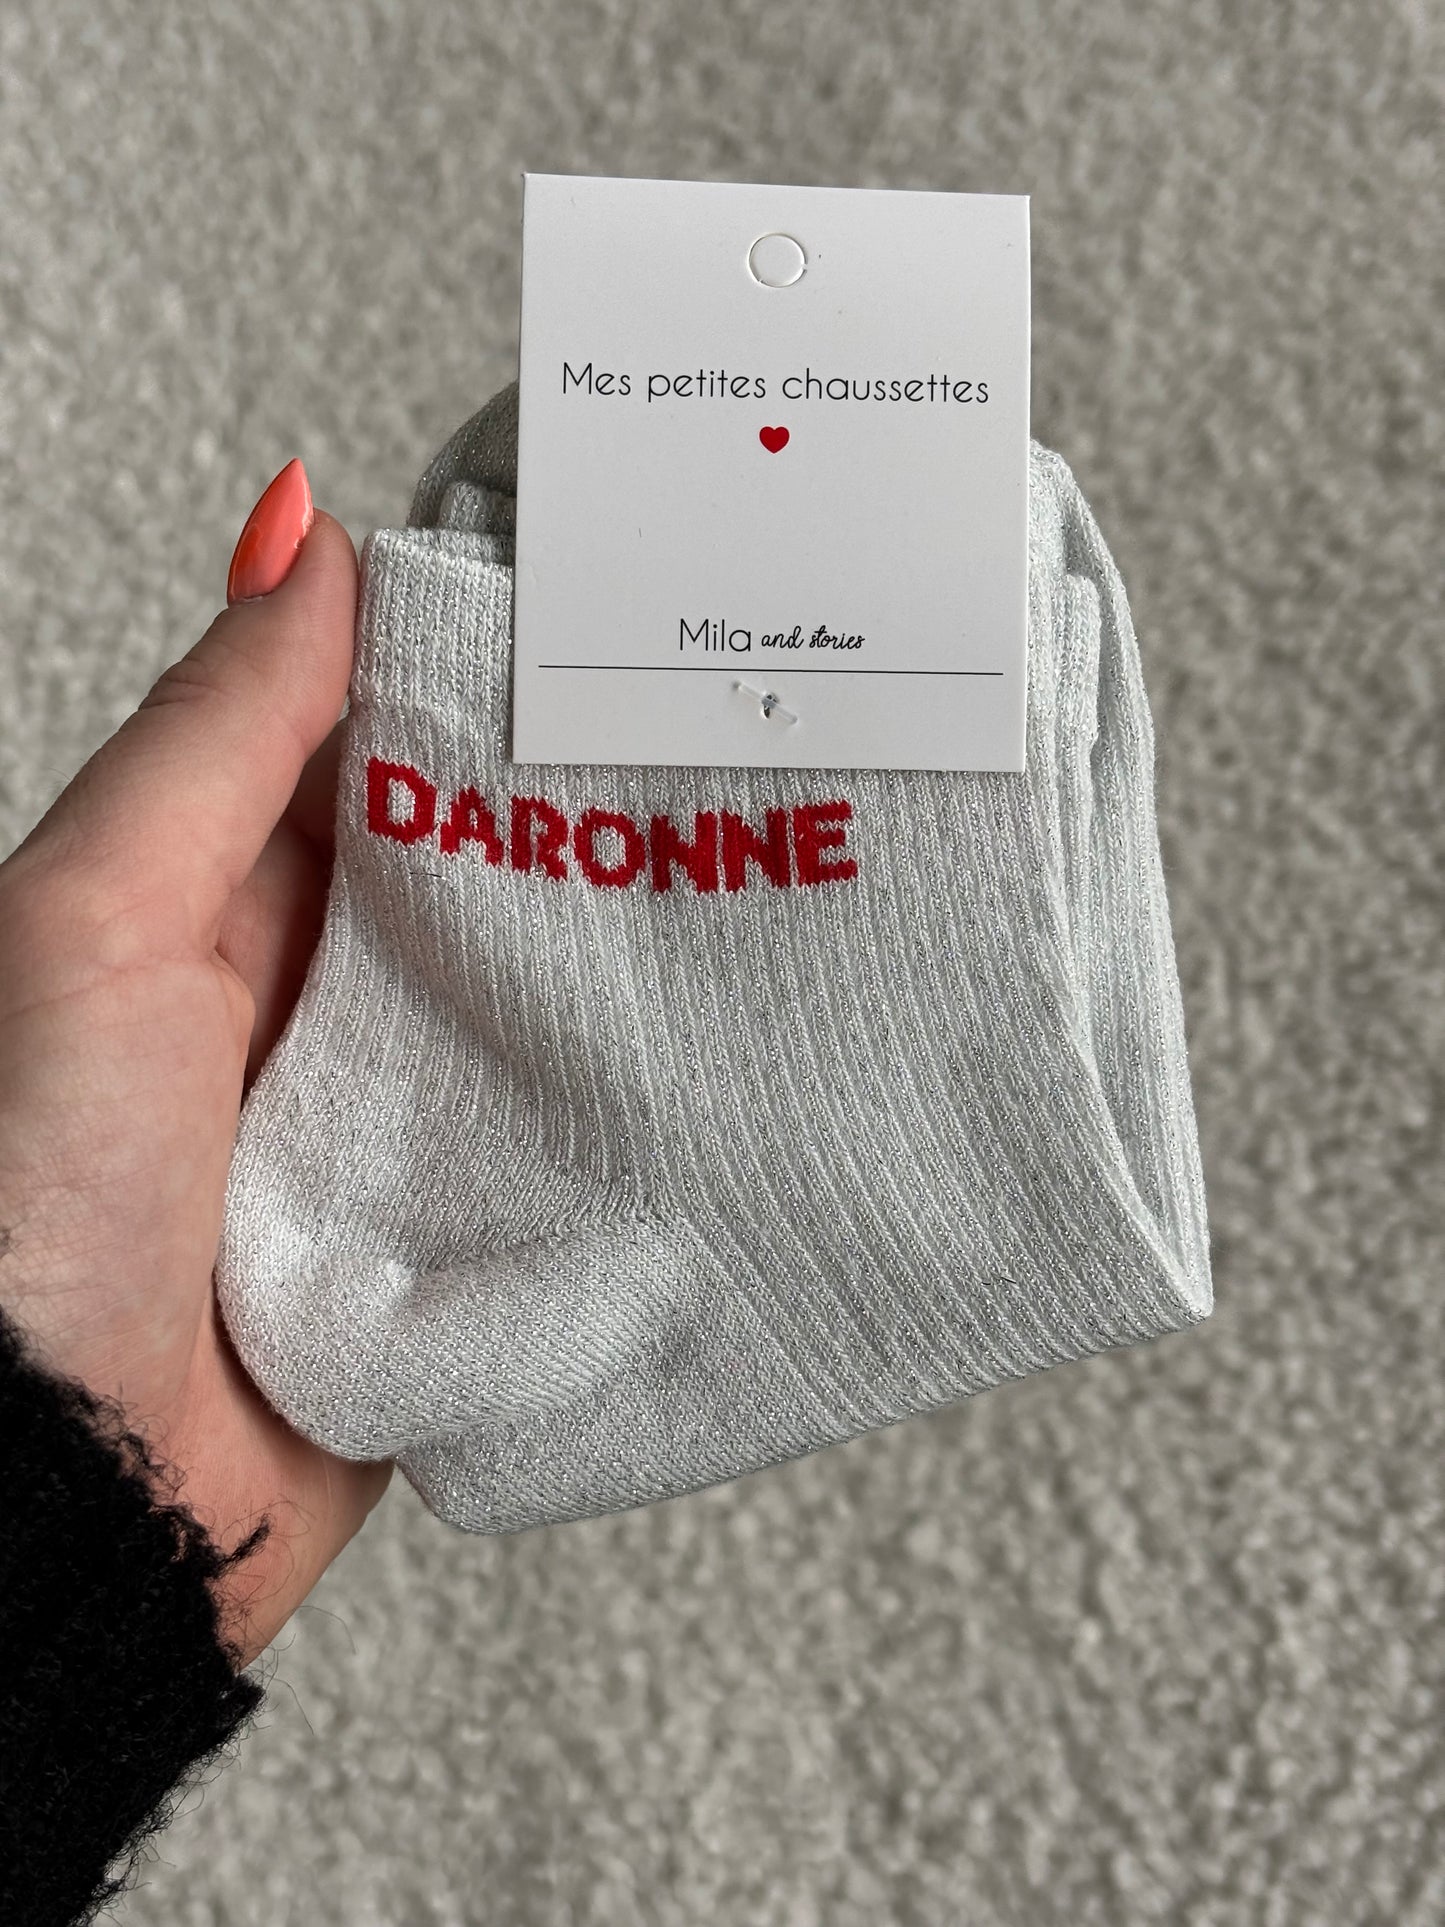 Mes petites chaussettes
Mila and stories
DARONNE